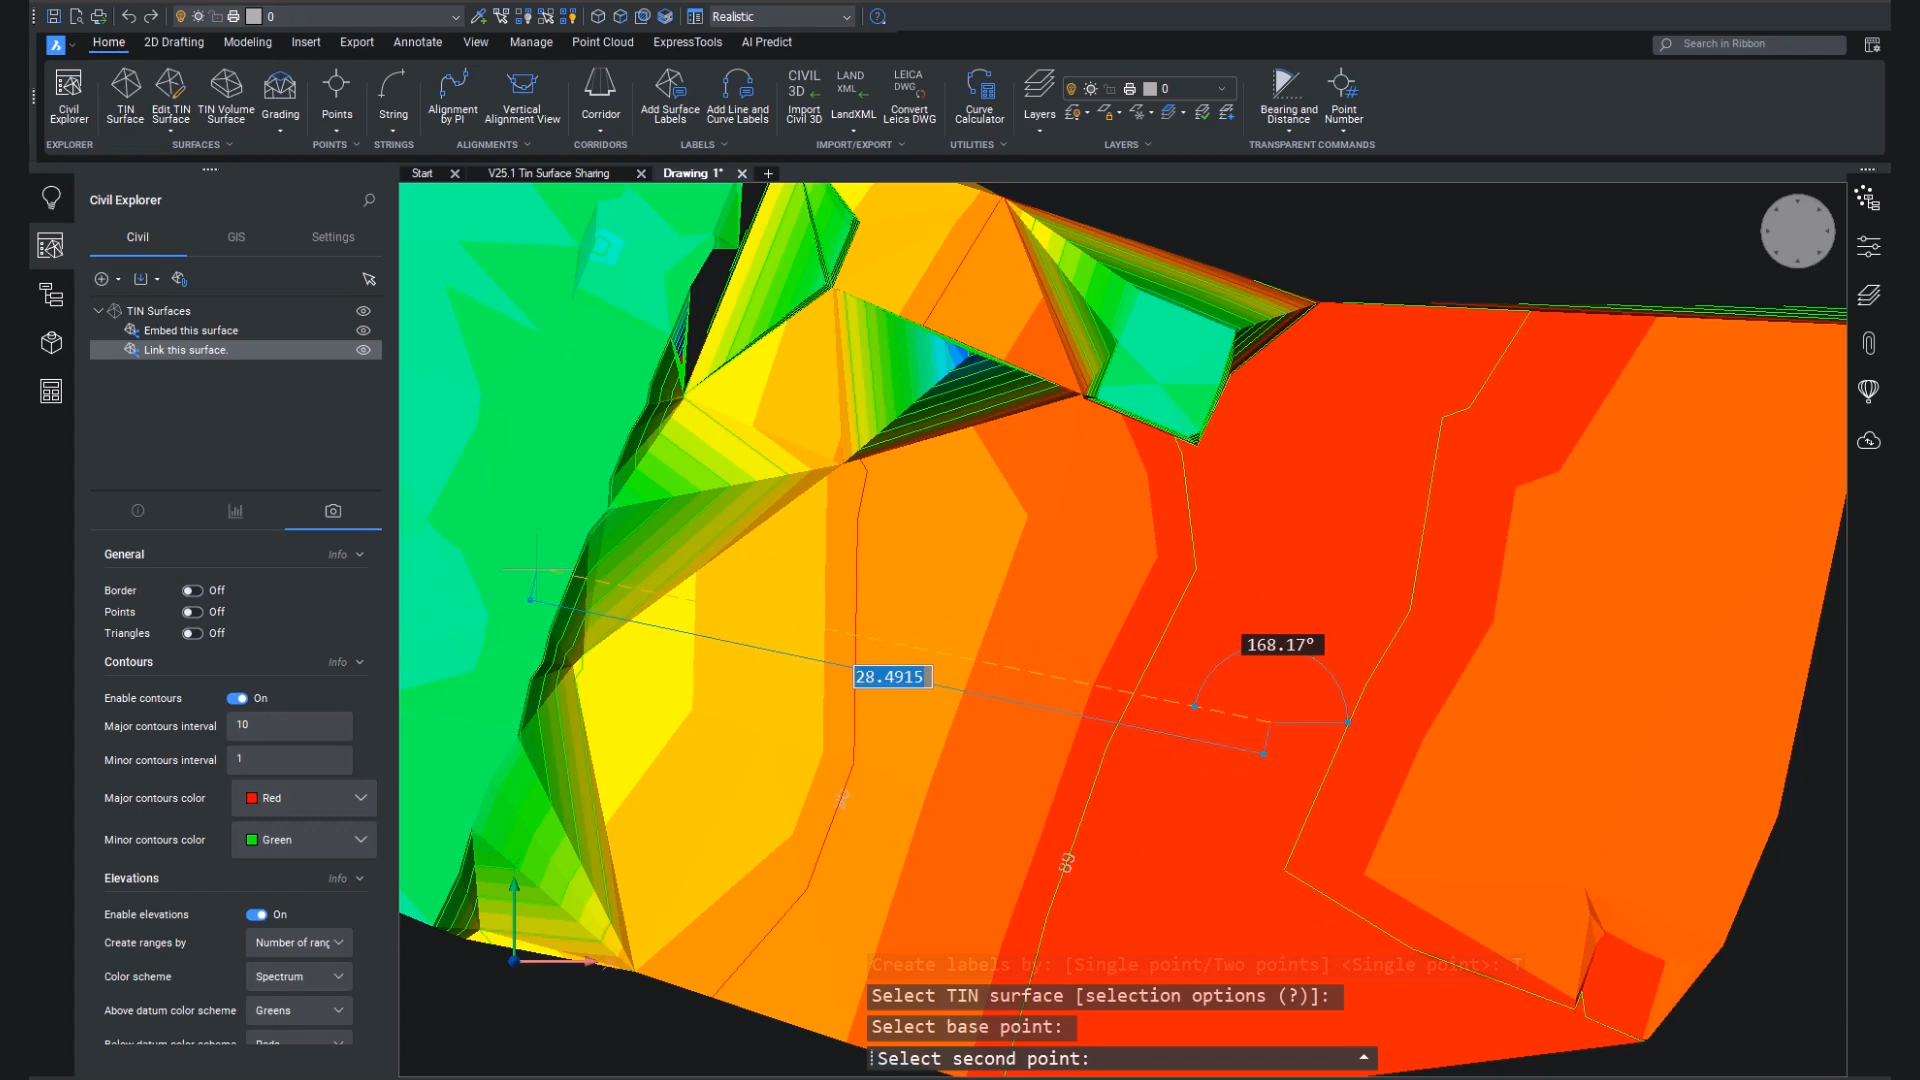 0
Realistic
Home 2D Drafting Modeling Insert Export Annotate View Manage Point Cloud ExpressTools AI Predict
Search in Ribbon
Civil Explorer
TIN Surface
Edit TIN Surface
TIN Volume Surface
Grading
Points
String
Alignment by PI
Vertical Alignment View
Corridor
Add Surface Labels
Add Line and Curve Labels
CIVIL 3D
Import Civil 3D
LAND XML
LandXML
LEICA DWG
Convert Leica DWG
Curve Calculator
Layers
0
Bearing and Distance
Point Number
EXPLORER SURFACES POINTS STRINGS ALIGNMENTS CORRIDORS LABELS IMPORT/EXPORT UTILITIES LAYERS TRANSPARENT COMMANDS
Start V25.1 Tin Surface Sharing Drawing 1*
Civil Explorer
Civil GIS Settings
TIN Surfaces
Embed this surface
Link this surface.
General Info
Border Off
Points Off
Triangles Off
Contours Info
Enable contours On
Major contours interval 10
Minor contours interval 1
Major contours color Red
Minor contours color Green
Elevations Info
Enable elevations On
Create ranges by Number of rang
Color scheme Spectrum
Above datum color scheme Greens
Below datum color scheme Reds
168.17°
28.4915
90
89
Create labels by: [Single point/Two points] <Single point>: T
Select TIN surface [selection options (?)]:
Select base point:
Select second point: